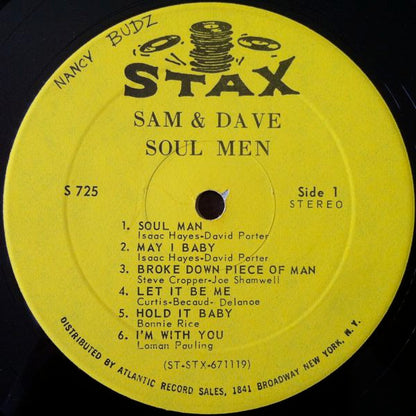 NANCY BUDZ
STAX
SAM & DAVE
SOUL MEN
S 725
Side 1
STEREO
1. SOUL MAN
Isaac Hayes-David Porter
2. MAY I BABY
Isaac Hayes-David Porter
3. BROKE DOWN PIECE OF MAN
Steve Cropper-Joe Shamwell
4. LET IT BE ME
Curtis-Becaud- Delanoe
5. HOLD IT BABY
Bonnie Rice
6. I'M WITH YOU
Loman Pauling
(ST-STX-671119)
DISTRIBUTED BY ATLANTIC RECORD SALES, 1841 BROADWAY NEW YORK, N.Y.